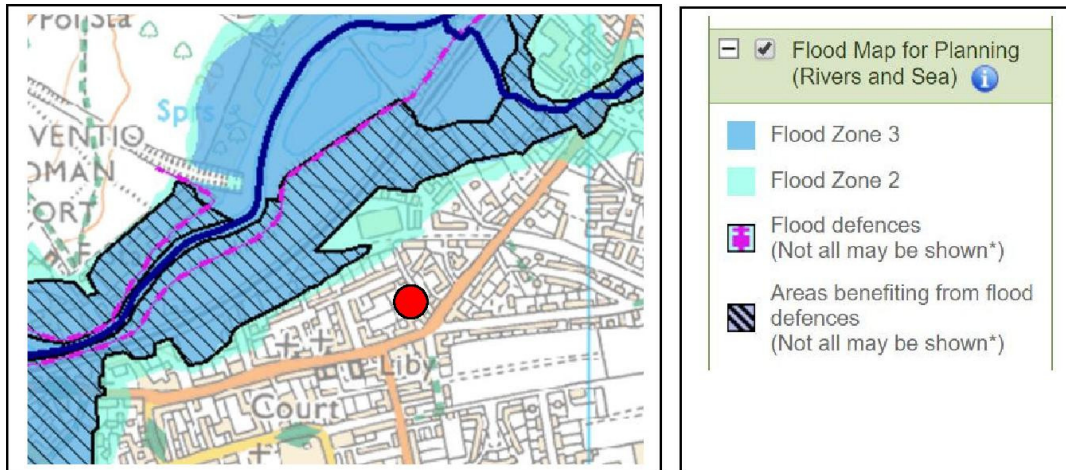 Pol Sta
Sprs
VENTIO
OMAN
ORT
Liby
Court
Flood Map for Planning
(Rivers and Sea)
Flood Zone 3
Flood Zone 2
Flood defences
(Not all may be shown*)
Areas benefiting from flood
defences
(Not all may be shown*)